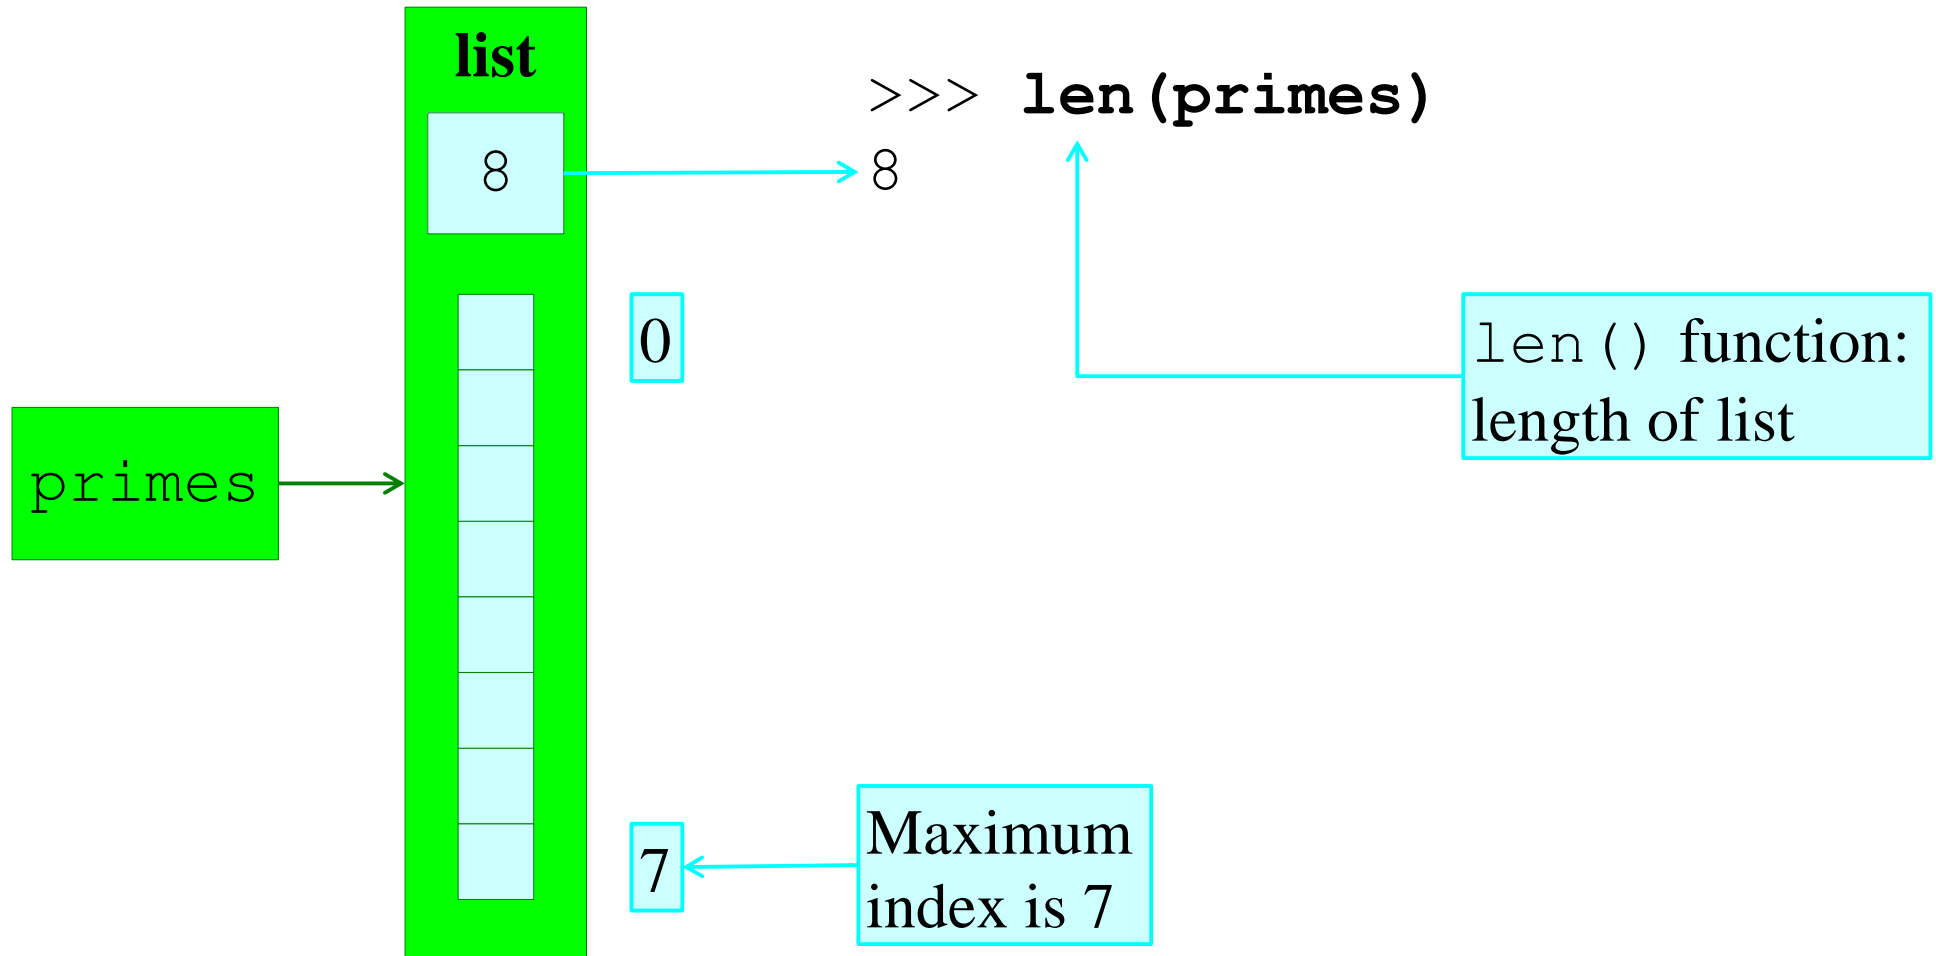 list
>>> len(primes)
8
8
0
len() function:
length of list
primes
7
Maximum
index is 7